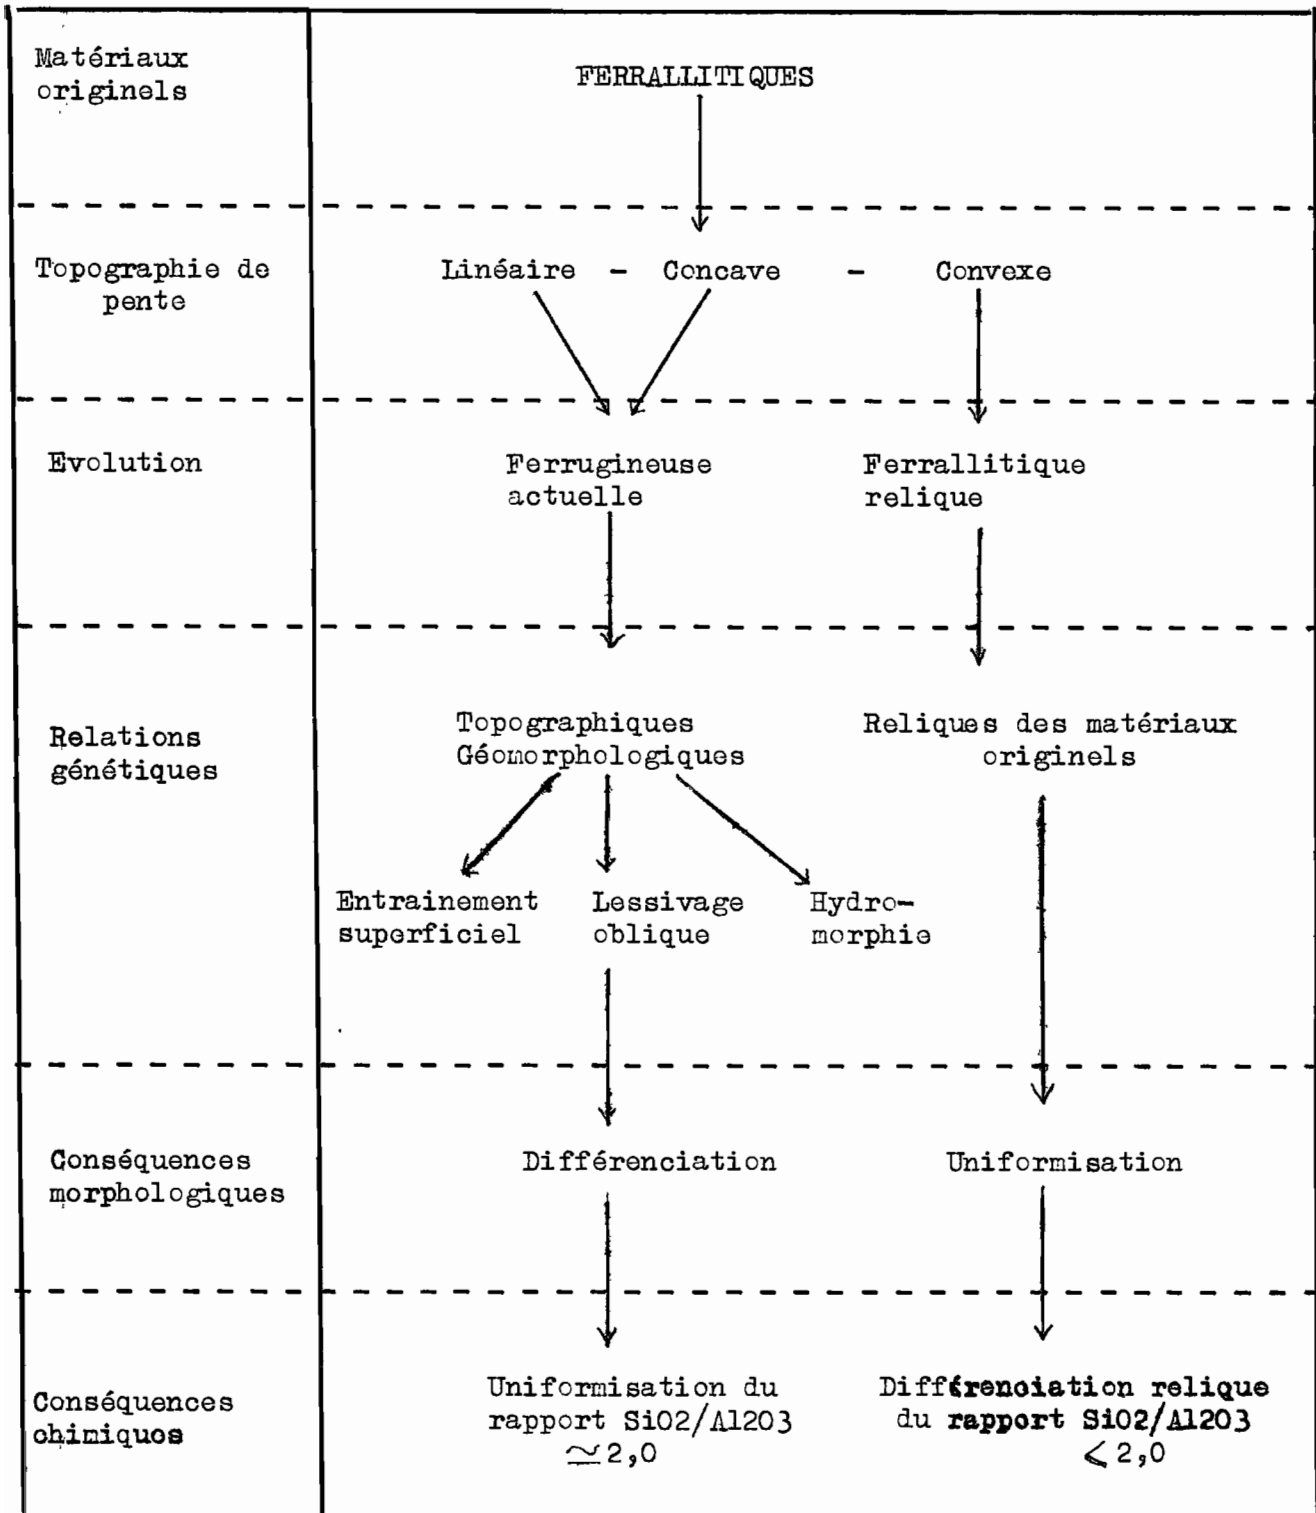 Matériaux
originels
FERRALLITIQUES
Topographie de
pente
Linéaire - Concave - Convexe
Evolution
Ferrugineuse
actuelle
Ferrallitique
relique
Relations
génétiques
Topographiques
Géomorphologiques
Reliques des matériaux
originels
Entrainement
superficiel
Lessivage
oblique
Hydro-
morphie
Conséquences
morphologiques
Différenciation
Uniformisation
Conséquences
chimiques
Uniformisation du
rapport SiO2/Al2O3
≃2,0
Différenciation relique
du rapport SiO2/Al2O3
⩽ 2,0